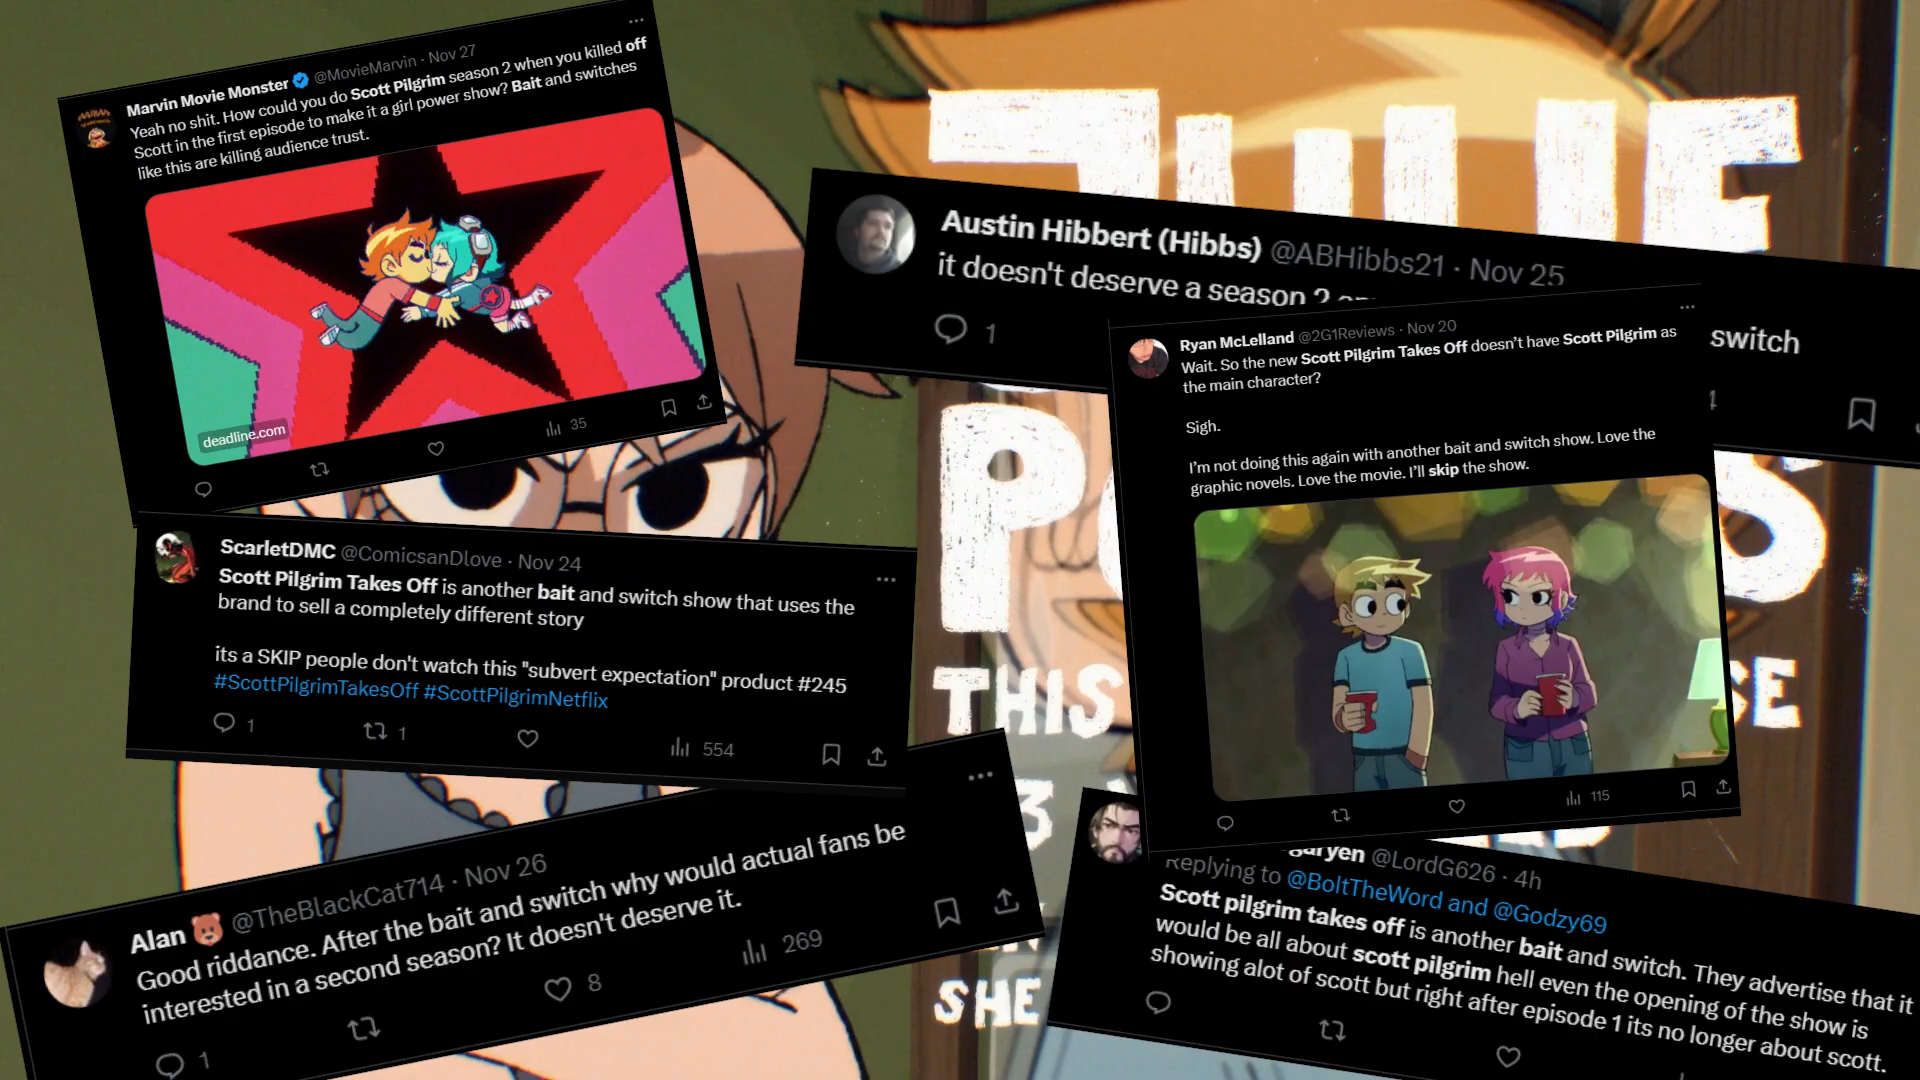 Marvin Movie Monster @MovieMarvin · Nov 27
Yeah no shit. How could you do Scott Pilgrim season 2 when you killed off
Scott in the first episode to make it a girl power show? Bait and switches
like this are killing audience trust.
deadline.com
35
JULIE
Austin Hibbert (Hibbs) @ABHibbs21 · Nov 25
it doesn't deserve a season 2
switch
1
Ryan McLelland @2G1Reviews · Nov 20
Wait. So the new Scott Pilgrim Takes Off doesn't have Scott Pilgrim as
the main character?
Sigh.
I'm not doing this again with another bait and switch show. Love the
graphic novels. Love the movie. I'll skip the show.
115
ScarletDMC @ComicsanDlove · Nov 24
Scott Pilgrim Takes Off is another bait and switch show that uses the
brand to sell a completely different story
its a SKIP people don't watch this "subvert expectation" product #245
#ScottPilgrimTakesOff #ScottPilgrimNetflix
1 1 554
THIS
Alan @TheBlackCat714 · Nov 26
Good riddance. After the bait and switch why would actual fans be
interested in a second season? It doesn't deserve it.
1 8 269
SHE
@LordG626 · 4h
Replying to @BoltTheWord and @Godzy69
Scott pilgrim takes off is another bait and switch. They advertise that it
would be all about scott pilgrim hell even the opening of the show is
showing alot of scott but right after episode 1 its no longer about scott.